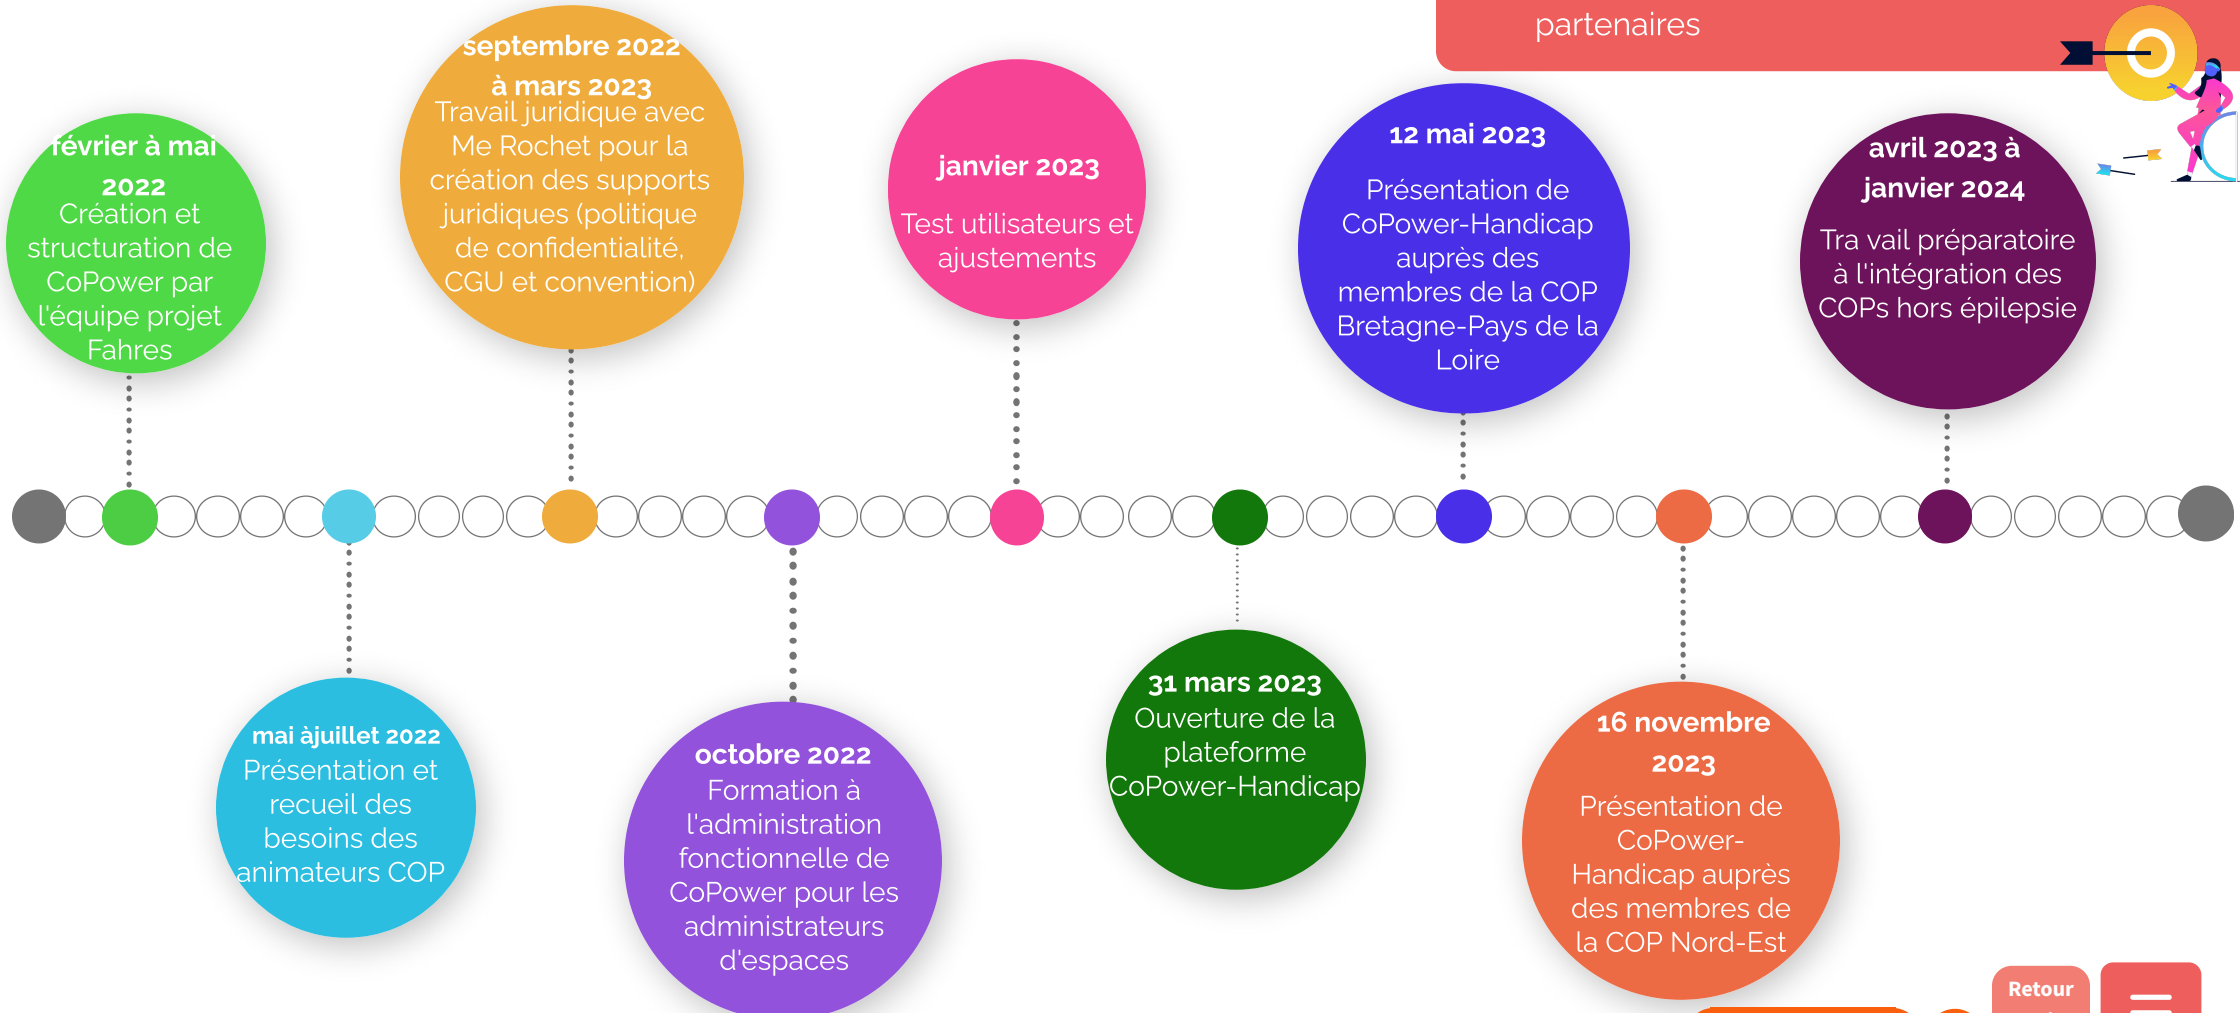 partenaires
février à mai
2022
Création et
structuration de
CoPower par
l'équipe projet
Fahres
mai àjuillet 2022
Présentation et
recueil des
besoins des
animateurs COP
septembre 2022
à mars 2023
Travail juridique avec
Me Rochet pour la
création des supports
juridiques (politique
de confidentialité,
CGU et convention)
octobre 2022
Formation à
l'administration
fonctionnelle de
CoPower pour les
administrateurs
d'espaces
janvier 2023
Test utilisateurs et
ajustements
31 mars 2023
Ouverture de la
plateforme
CoPower-Handicap
12 mai 2023
Présentation de
CoPower-Handicap
auprès des
membres de la COP
Bretagne-Pays de la
Loire
16 novembre
2023
Présentation de
CoPower-
Handicap auprès
des membres de
la COP Nord-Est
avril 2023 à
janvier 2024
Tra vail préparatoire
à l'intégration des
COPs hors épilepsie
Retour